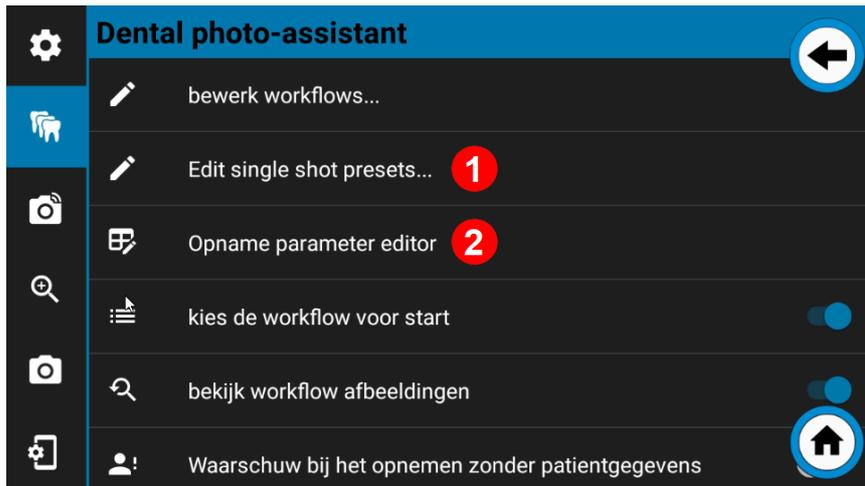 Dental photo-assistant
bewerk workflows...
Edit single shot presets... 1
Opname parameter editor 2
kies de workflow voor start
bekijk workflow afbeeldingen
Waarschuw bij het opnemen zonder patientgegevens